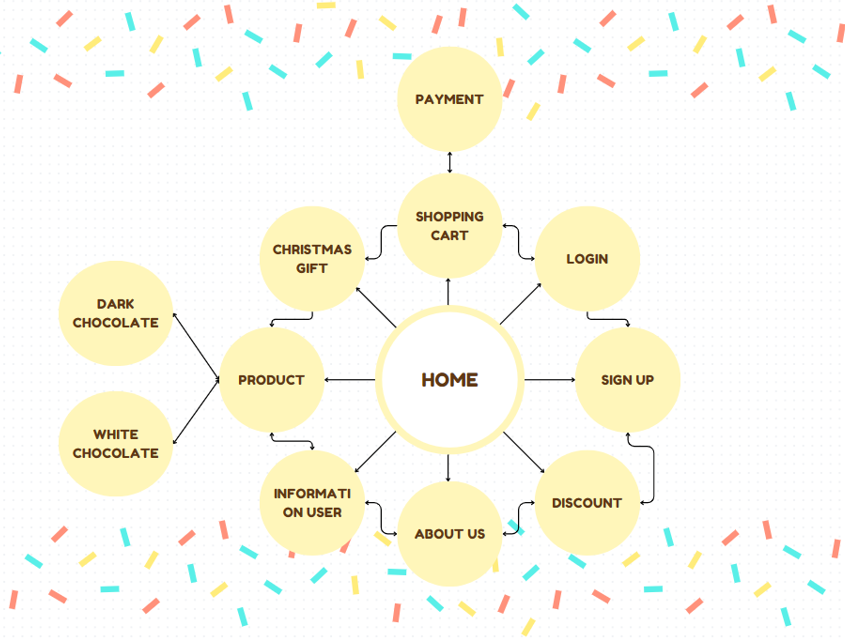 PAYMENT
SHOPPING
CART
CHRISTMAS
GIFT
LOGIN
DARK
CHOCOLATE
PRODUCT
HOME
SIGN UP
WHITE
CHOCOLATE
INFORMATI
ON USER
DISCOUNT
ABOUT US